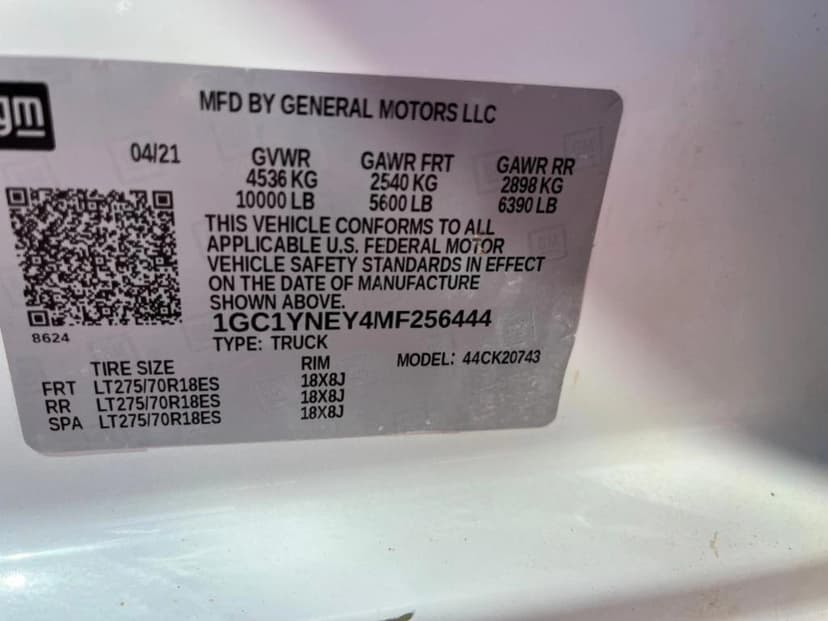 gm
MFD BY GENERAL MOTORS LLC
04/21 GVWR GAWR FRT GAWR RR
4536 KG 2540 KG 2898 KG
10000 LB 5600 LB 6390 LB
THIS VEHICLE CONFORMS TO ALL
APPLICABLE U.S. FEDERAL MOTOR
VEHICLE SAFETY STANDARDS IN EFFECT
ON THE DATE OF MANUFACTURE
SHOWN ABOVE.
1GC1YNEY4MF256444
8624
TYPE: TRUCK
TIRE SIZE RIM MODEL: 44CK20743
FRT LT275/70R18ES 18X8J
RR LT275/70R18ES 18X8J
SPA LT275/70R18ES 18X8J